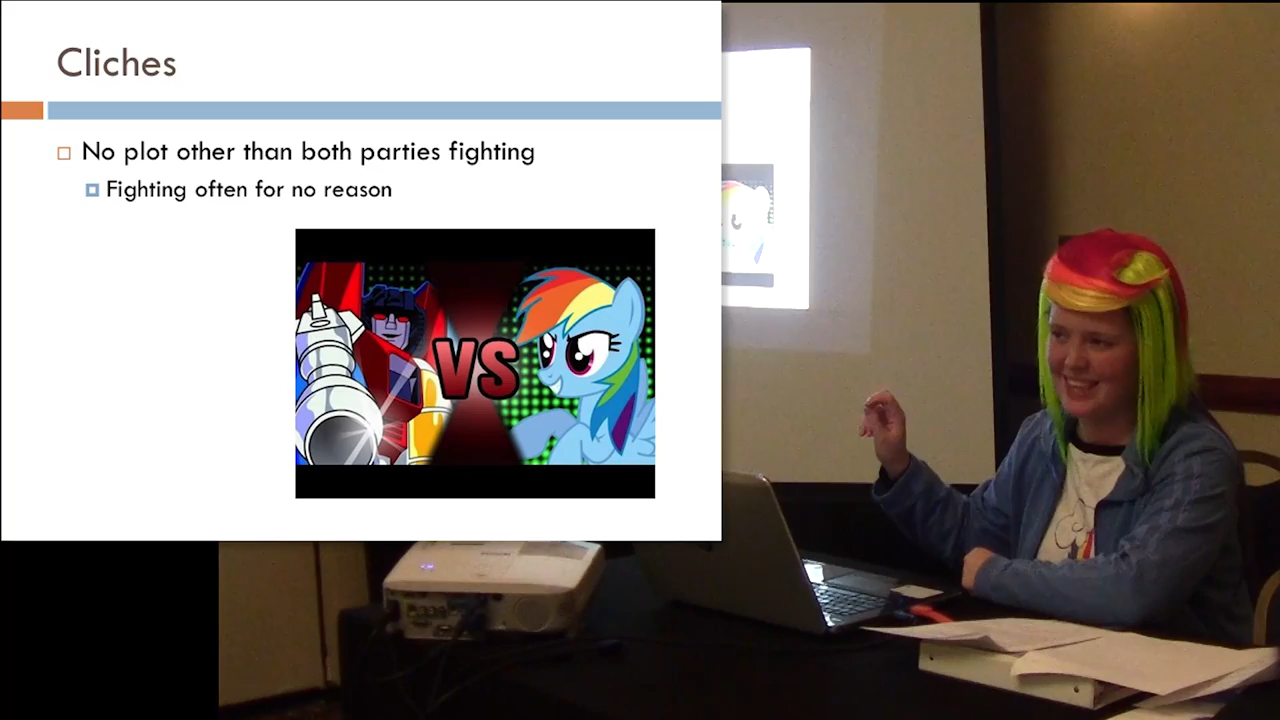 Cliches
No plot other than both parties fighting
Fighting often for no reason
VS